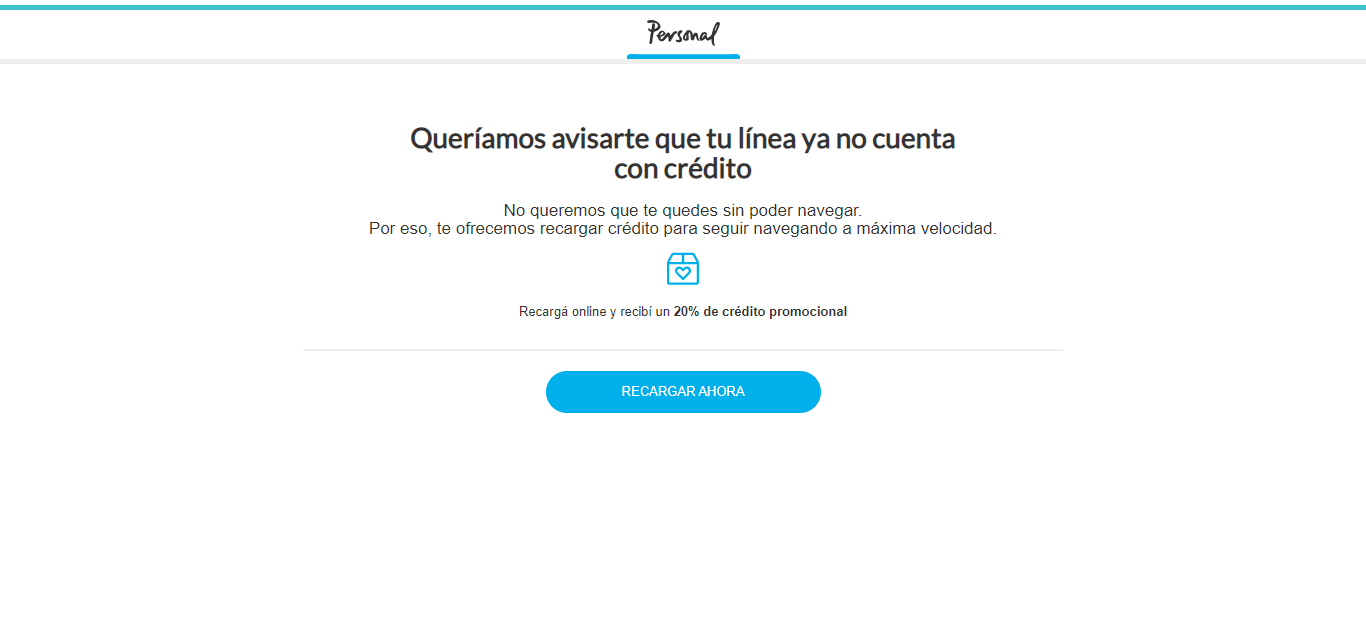 Personal
Queríamos avisarte que tu línea ya no cuenta
con crédito
No queremos que te quedes sin poder navegar.
Por eso, te ofrecemos recargar crédito para seguir navegando a máxima velocidad.
Recargá online y recibí un 20% de crédito promocional
RECARGAR AHORA